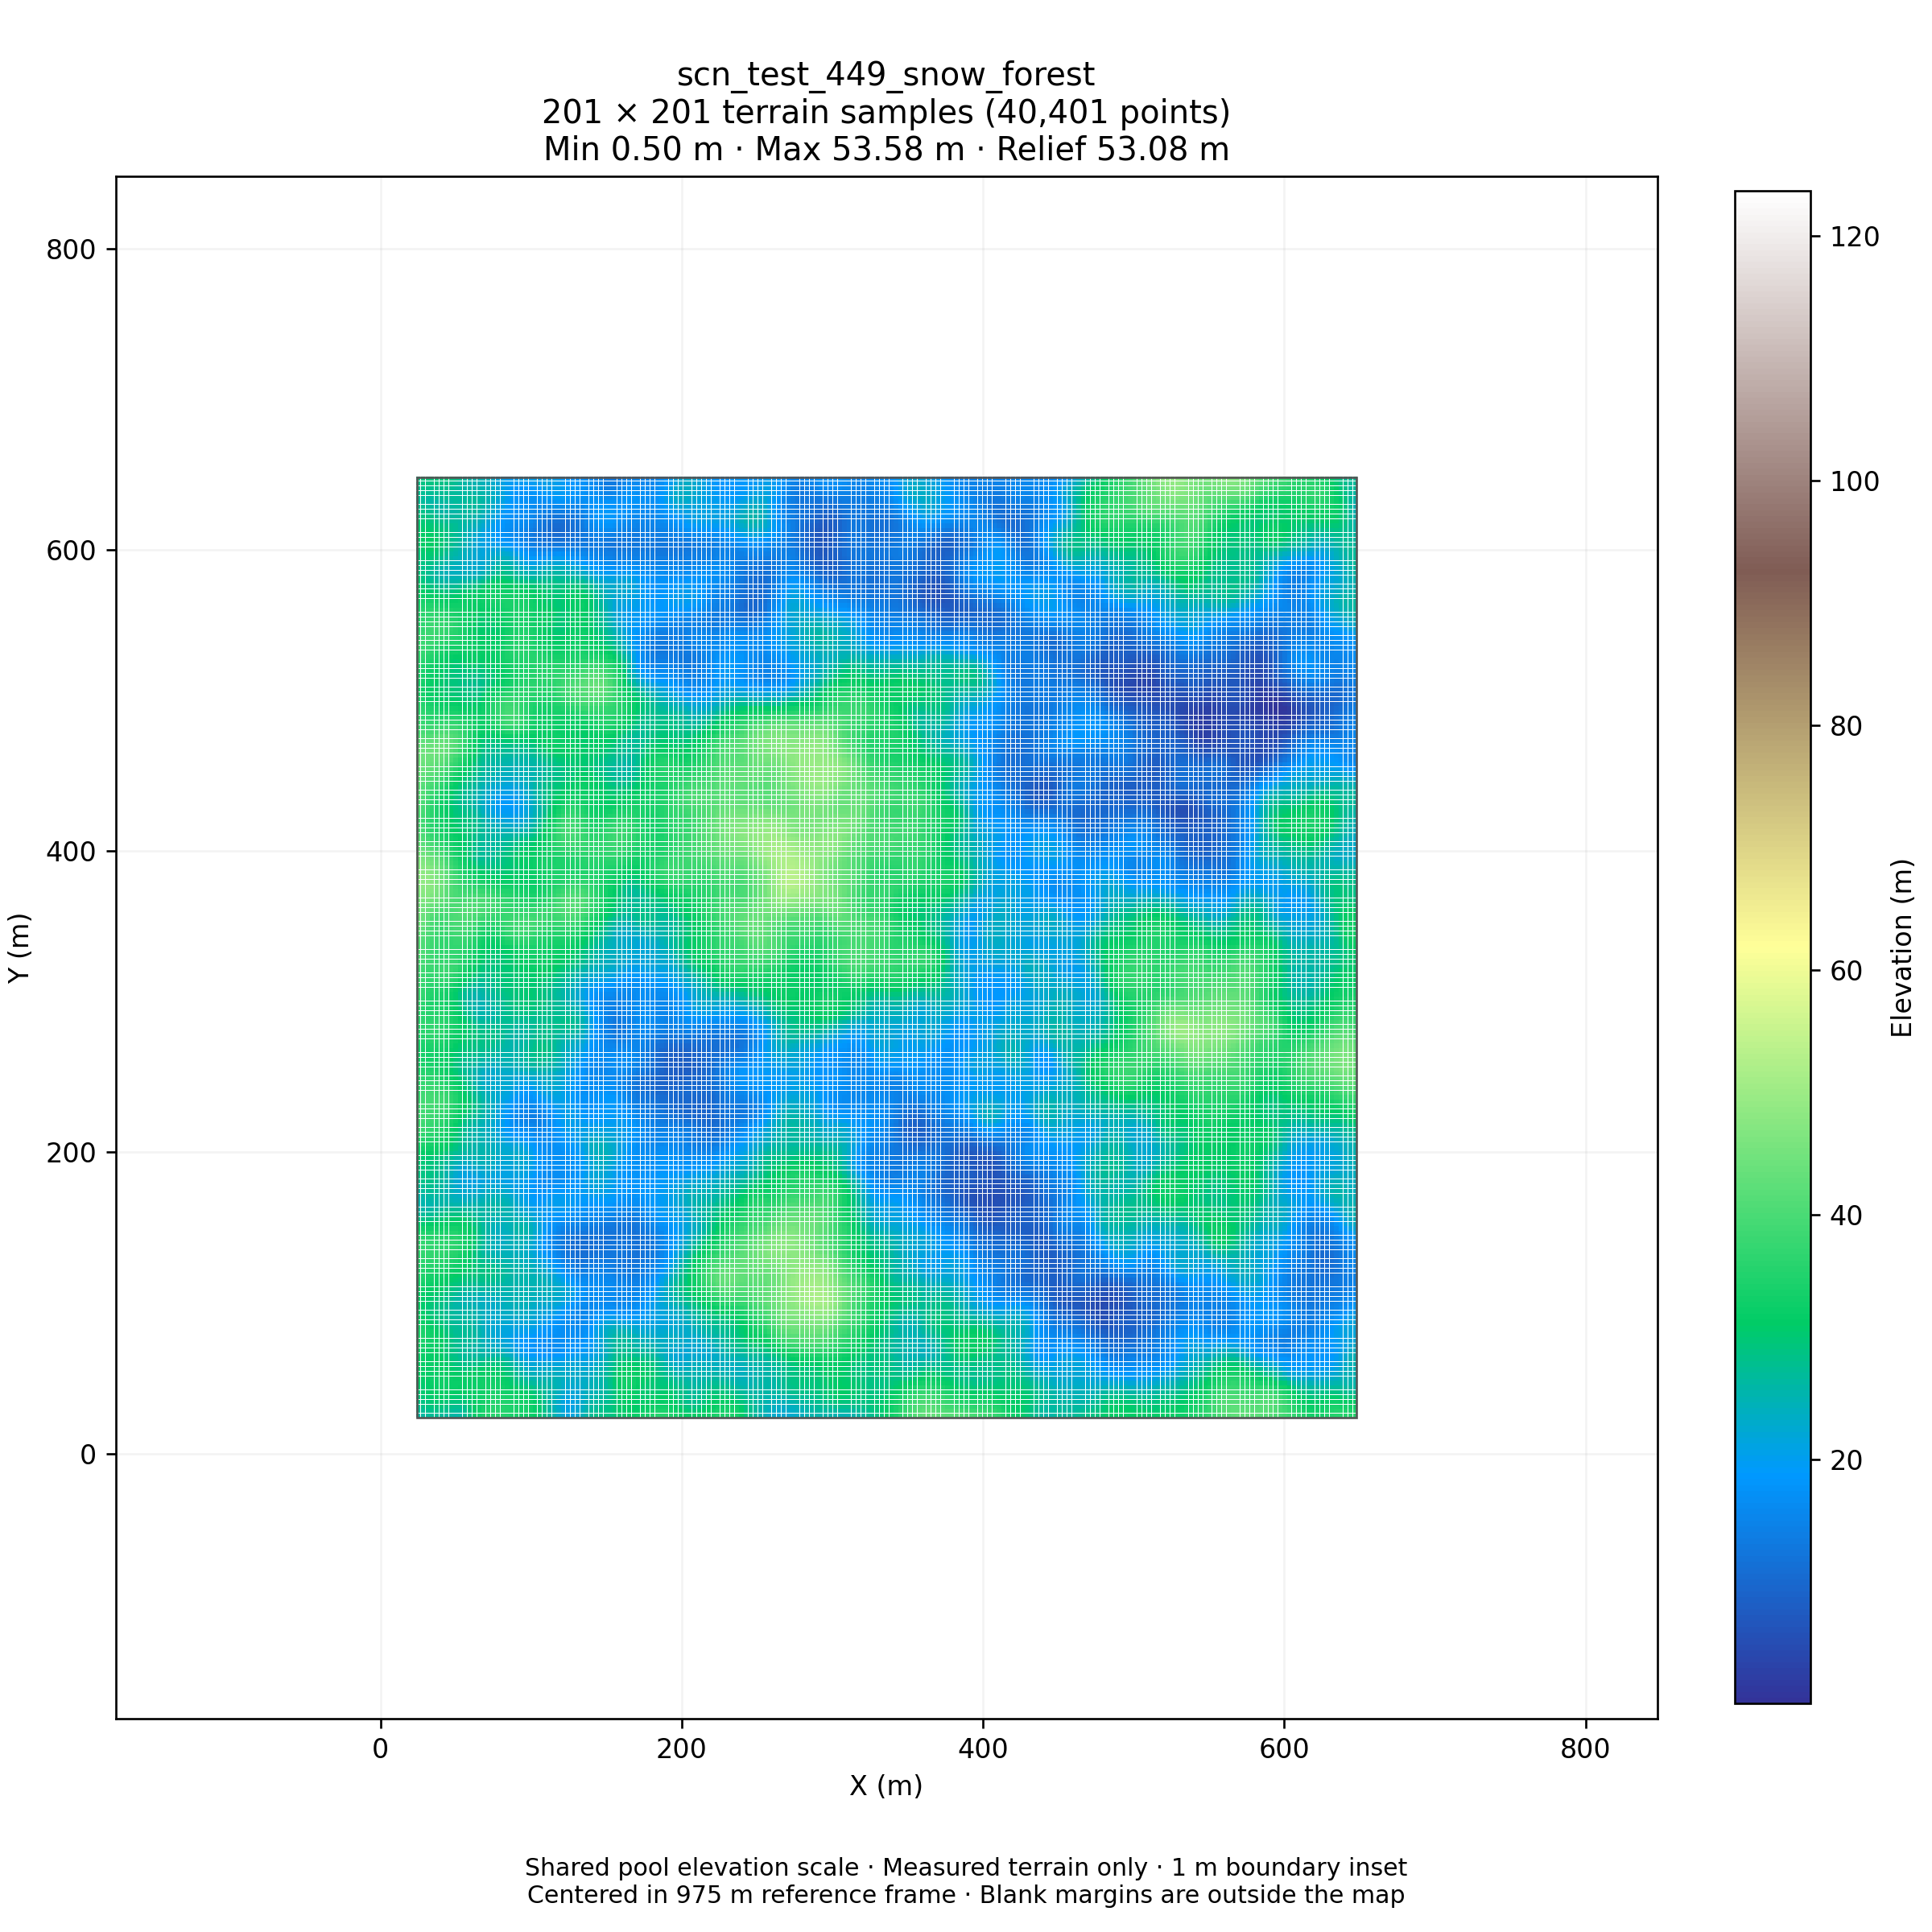 scn_test_449_snow_forest
201 × 201 terrain samples (40,401 points)
Min 0.50 m · Max 53.58 m · Relief 53.08 m
800
600
400
200
0
Y (m)
0
200
400
600
800
X (m)
120
100
80
60
40
20
Elevation (m)
Shared pool elevation scale · Measured terrain only · 1 m boundary inset
Centered in 975 m reference frame · Blank margins are outside the map